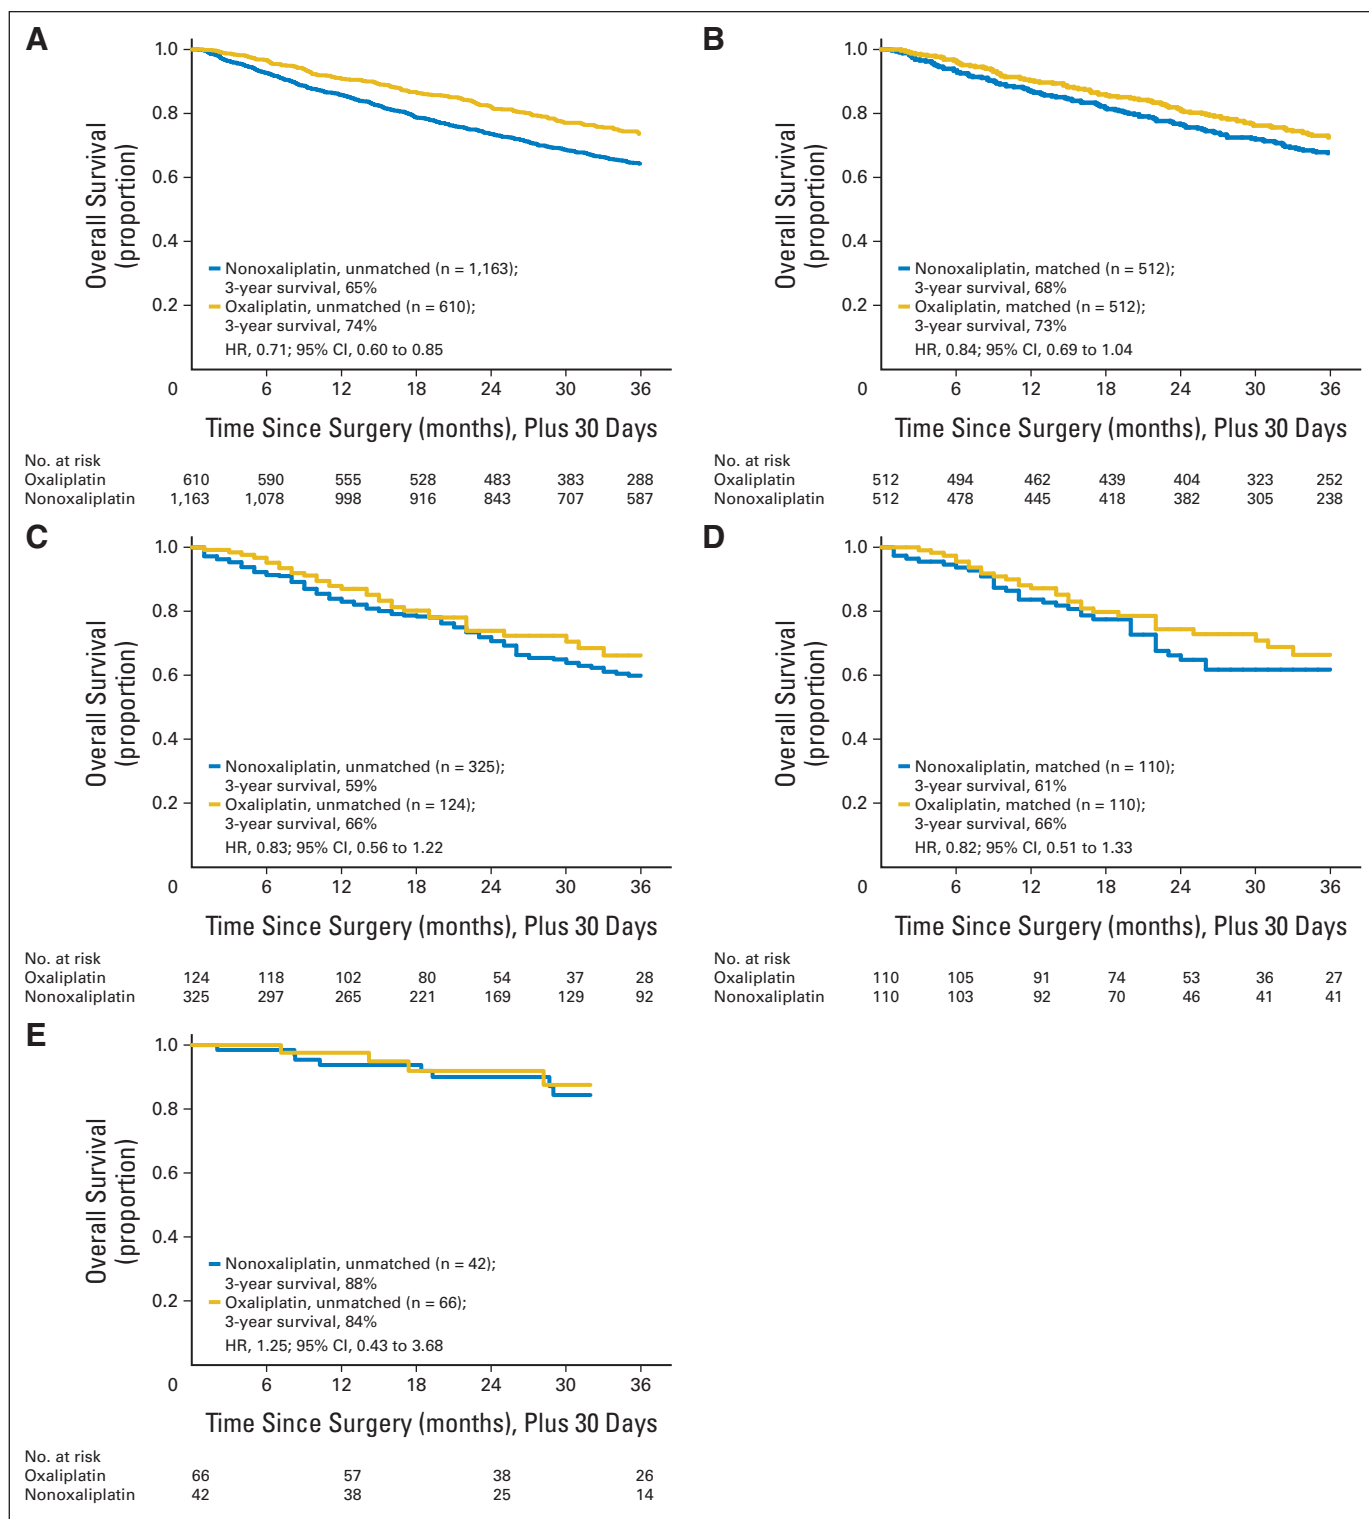 A
1.0
0.8
0.6
0.4
0.2
Overall Survival
(proportion)
Nonoxaliplatin, unmatched (n = 1,163);
3-year survival, 65%
Oxaliplatin, unmatched (n = 610);
3-year survival, 74%
HR, 0.71; 95% CI, 0.60 to 0.85
0 6 12 18 24 30 36
Time Since Surgery (months), Plus 30 Days
No. at risk
Oxaliplatin 610 590 555 528 483 383 288
Nonoxaliplatin 1,163 1,078 998 916 843 707 587
B
1.0
0.8
0.6
0.4
0.2
Overall Survival
(proportion)
Nonoxaliplatin, matched (n = 512);
3-year survival, 68%
Oxaliplatin, matched (n = 512);
3-year survival, 73%
HR, 0.84; 95% CI, 0.69 to 1.04
0 6 12 18 24 30 36
Time Since Surgery (months), Plus 30 Days
No. at risk
Oxaliplatin 512 494 462 439 404 323 252
Nonoxaliplatin 512 478 445 418 382 305 238
C
1.0
0.8
0.6
0.4
0.2
Overall Survival
(proportion)
Nonoxaliplatin, unmatched (n = 325);
3-year survival, 59%
Oxaliplatin, unmatched (n = 124);
3-year survival, 66%
HR, 0.83; 95% CI, 0.56 to 1.22
0 6 12 18 24 30 36
Time Since Surgery (months), Plus 30 Days
No. at risk
Oxaliplatin 124 118 102 80 54 37 28
Nonoxaliplatin 325 297 265 221 169 129 92
D
1.0
0.8
0.6
0.4
0.2
Overall Survival
(proportion)
Nonoxaliplatin, matched (n = 110);
3-year survival, 61%
Oxaliplatin, matched (n = 110);
3-year survival, 66%
HR, 0.82; 95% CI, 0.51 to 1.33
0 6 12 18 24 30 36
Time Since Surgery (months), Plus 30 Days
No. at risk
Oxaliplatin 110 105 91 74 53 36 27
Nonoxaliplatin 110 103 92 70 46 41 41
E
1.0
0.8
0.6
0.4
0.2
Overall Survival
(proportion)
Nonoxaliplatin, unmatched (n = 42);
3-year survival, 88%
Oxaliplatin, unmatched (n = 66);
3-year survival, 84%
HR, 1.25; 95% CI, 0.43 to 3.68
0 6 12 18 24 30 36
Time Since Surgery (months), Plus 30 Days
No. at risk
Oxaliplatin 66 57 38 26
Nonoxaliplatin 42 38 25 14